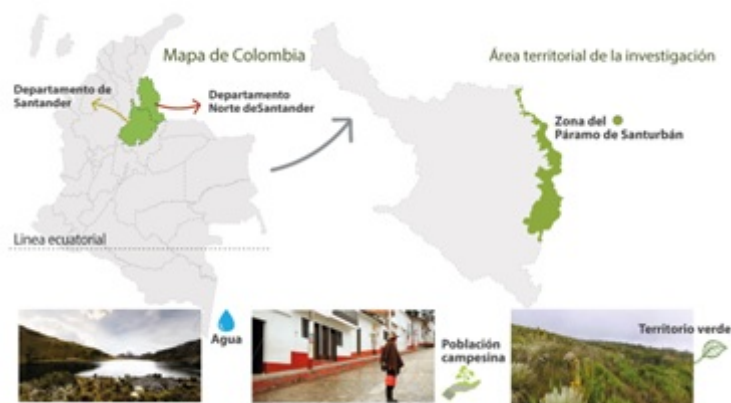 Mapa de Colombia
Área territorial de la investigación
Departamento de
Santander
Departamento
Norte deSantander
Zona del
Páramo de Santurbán
Linea ecuatorial
Agua
Población
campesina
Territorio verde